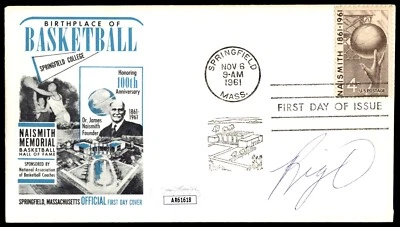 BIRTHPLACE OF
BASKETBALL
SPRINGFIELD COLLEGE
Honoring
100th
Anniversary
1861-
1961
Dr. James
Naismith
Founder
NAISMITH
MEMORIAL
BASKETBALL
HALL OF FAME
SPONSORED BY
National Association
of Basketball Coaches
SPRINGFIELD, MASSACHUSETTS OFFICIAL FIRST DAY COVER
SPRINGFIELD
NOV 6
9-AM
1961
MASS.
NAISMITH 1861-1961
4¢ U.S. POSTAGE
FIRST DAY OF ISSUE
AR61618